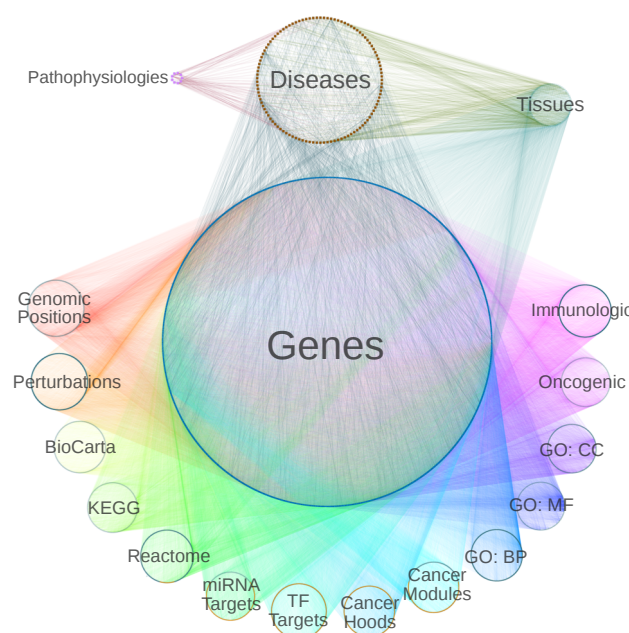 Pathophysiologies
Diseases
Tissues
Genes
Genomic
Positions
Perturbations
BioCarta
KEGG
Reactome
miRNA
Targets
TF
Targets
Cancer
Hoods
Cancer
Modules
GO: BP
GO: MF
GO: CC
Oncogenic
Immunologic